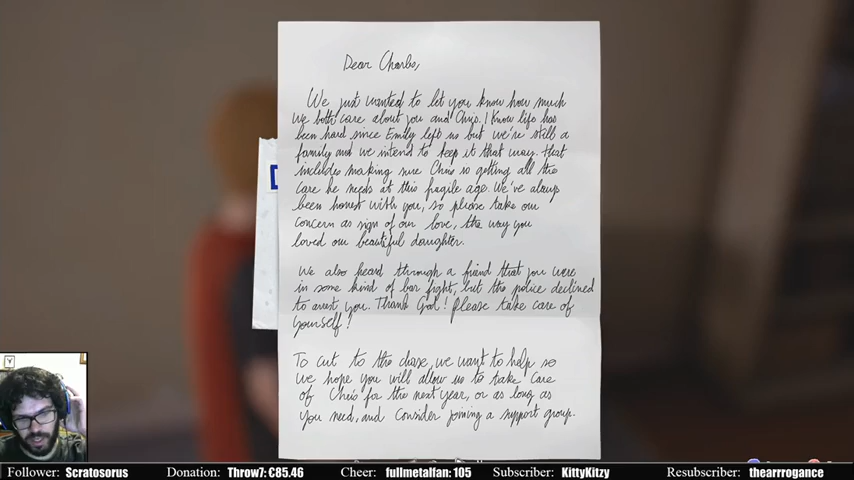 Dear Charles,
We just wanted to let you know how much
we both care about you and Chris. I know life has
been hard since Emily left us but we're still a
family and we intend to keep it that way. That
includes making sure Chris is getting all the
care he needs at this fragile age. We've always
been honest with you, so please take our
concern as sign of our love, the way you
loved our beautiful daughter.
We also heard through a friend that you were
in some kind of bar fight, but the police declined
to arrest you. Thank God! Please take care of
yourself!
To cut to the chase, we want to help so
we hope you will allow us to take care
of Chris for the next year, or as long as
you need, and consider joining a support group.
Follower: Scratosorus Donation: Throw7: €85.46 Cheer: fullmetalfan: 105 Subscriber: KittyKitzy Resubscriber: thearrrogance